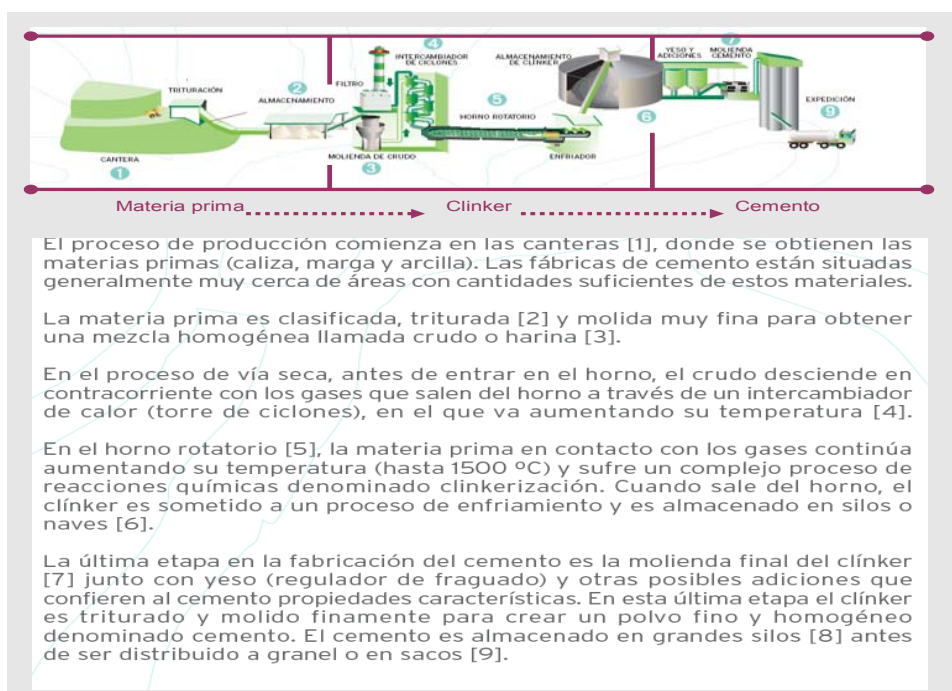 4
7
INTERCAMBIADOR
DE CICLONES
ALMACENAMIENTO
DE CLÍNKER
YESO Y
ADICIONES
MOLIENDA
CEMENTO
TRITURACIÓN
2
ALMACENAMIENTO
FILTRO
5
HORNO ROTATORIO
6
EXPEDICIÓN
9
CANTERA
1
MOLIENDA DE CRUDO
3
ENFRIADOR
Materia prima
Clinker
Cemento
El proceso de producción comienza en las canteras [1], donde se obtienen las
materias primas (caliza, marga y arcilla). Las fábricas de cemento están situadas
generalmente muy cerca de áreas con cantidades suficientes de estos materiales.
La materia prima es clasificada, triturada [2] y molida muy fina para obtener
una mezcla homogénea llamada crudo o harina [3].
En el proceso de vía seca, antes de entrar en el horno, el crudo desciende en
contracorriente con los gases que salen del horno a través de un intercambiador
de calor (torre de ciclones), en el que va aumentando su temperatura [4].
En el horno rotatorio [5], la materia prima en contacto con los gases continúa
aumentando su temperatura (hasta 1500 ºC) y sufre un complejo proceso de
reacciones químicas denominado clinkerización. Cuando sale del horno, el
clínker es sometido a un proceso de enfriamiento y es almacenado en silos o
naves [6].
La última etapa en la fabricación del cemento es la molienda final del clínker
[7] junto con yeso (regulador de fraguado) y otras posibles adiciones que
confieren al cemento propiedades características. En esta última etapa el clínker
es triturado y molido finamente para crear un polvo fino y homogéneo
denominado cemento. El cemento es almacenado en grandes silos [8] antes
de ser distribuido a granel o en sacos [9].